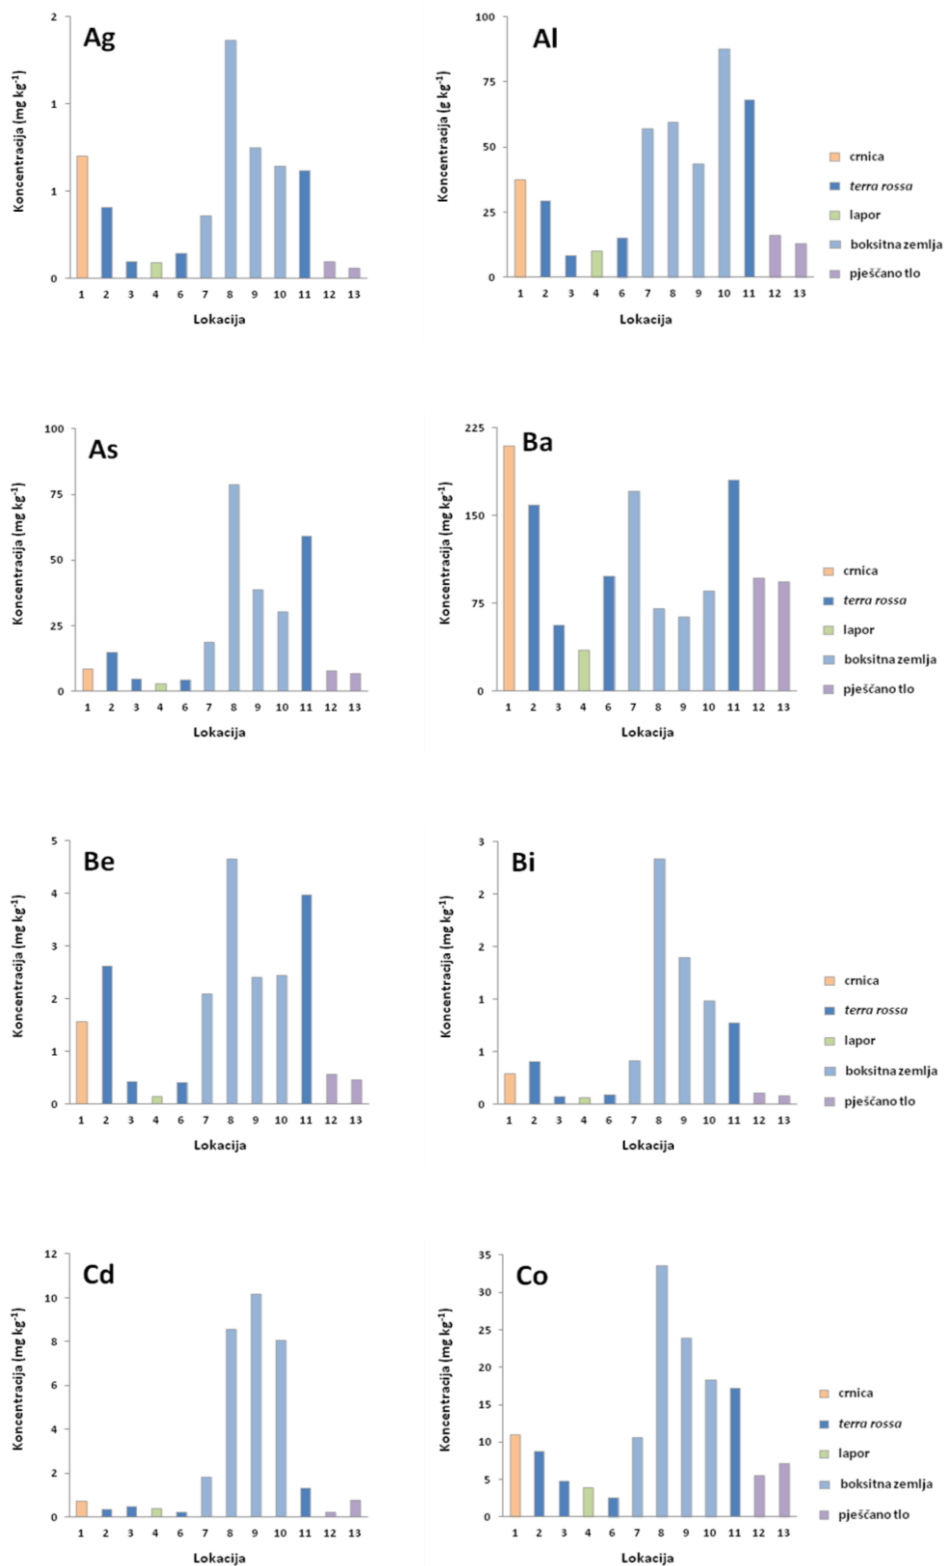 Ag
Koncentracija (mg kg⁻¹)
2
1
1
0
1 2 3 4 6 7 8 9 10 11 12 13
Lokacija
Al
Koncentracija (g kg⁻¹)
100
75
50
25
0
1 2 3 4 6 7 8 9 10 11 12 13
Lokacija
crnica
terra rossa
lapor
boksitna zemlja
pješčano tlo
As
Koncentracija (mg kg⁻¹)
100
75
50
25
0
1 2 3 4 6 7 8 9 10 11 12 13
Lokacija
Ba
Koncentracija (mg kg⁻¹)
225
150
75
0
1 2 3 4 6 7 8 9 10 11 12 13
Lokacija
crnica
terra rossa
lapor
boksitna zemlja
pješčano tlo
Be
Koncentracija (mg kg⁻¹)
5
4
3
2
1
0
1 2 3 4 6 7 8 9 10 11 12 13
Lokacija
Bi
Koncentracija (mg kg⁻¹)
3
2
2
1
1
0
1 2 3 4 6 7 8 9 10 11 12 13
Lokacija
crnica
terra rossa
lapor
boksitna zemlja
pješčano tlo
Cd
Koncentracija (mg kg⁻¹)
12
10
8
6
4
2
0
1 2 3 4 6 7 8 9 10 11 12 13
Lokacija
Co
Koncentracija (mg kg⁻¹)
35
30
25
20
15
10
5
0
1 2 3 4 6 7 8 9 10 11 12 13
Lokacija
crnica
terra rossa
lapor
boksitna zemlja
pješčano tlo